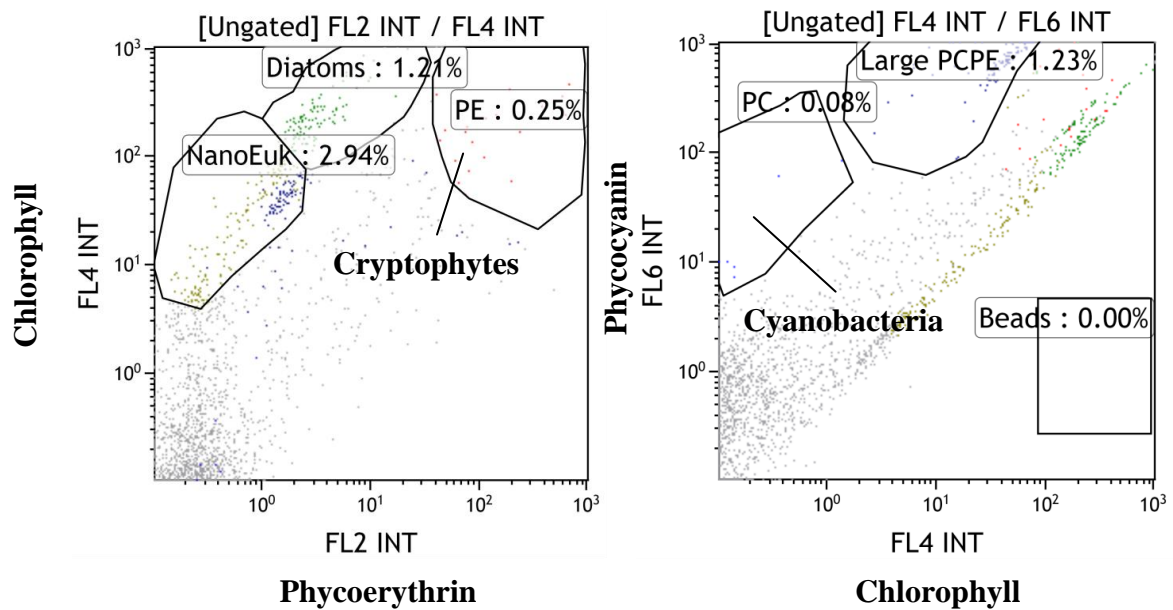 [Ungated] FL2 INT / FL4 INT
10³
Diatoms : 1.21%
PE : 0.25%
10²
NanoEuk : 2.94%
Chlorophyll
FL4 INT
Cryptophytes
10¹
10⁰
10⁰ 10¹ 10² 10³
FL2 INT
Phycoerythrin
[Ungated] FL4 INT / FL6 INT
10³
Large PCPE : 1.23%
PC : 0.08%
10²
Phycocyanin
FL6 INT
10¹
Cyanobacteria
Beads : 0.00%
10⁰
10⁰ 10¹ 10² 10³
FL4 INT
Chlorophyll